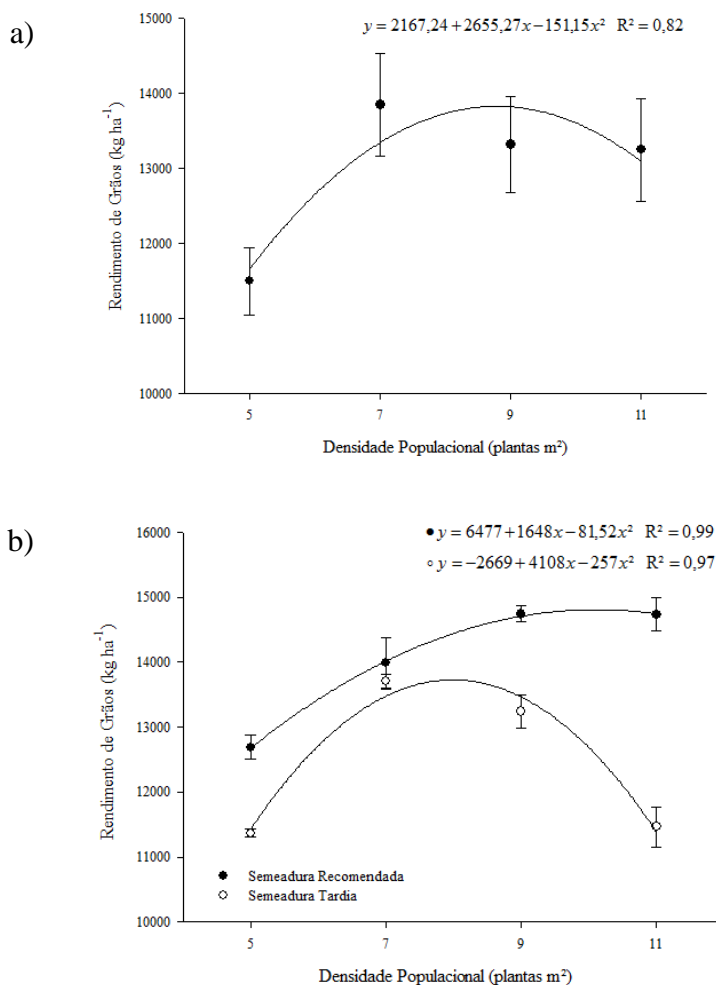 a)
y = 2167,24 + 2655,27x − 151,15x² R² = 0,82
15000
14000
13000
12000
11000
10000
Rendimento de Grãos (kg ha⁻¹)
5 7 9 11
Densidade Populacional (plantas m²)
b)
● y = 6477 + 1648x − 81,52x² R² = 0,99
○ y = −2669 + 4108x − 257x² R² = 0,97
16000
15000
14000
13000
12000
11000
10000
Rendimento de Grãos (kg ha⁻¹)
● Semeadura Recomendada
○ Semeadura Tardia
5 7 9 11
Densidade Populacional (plantas m²)